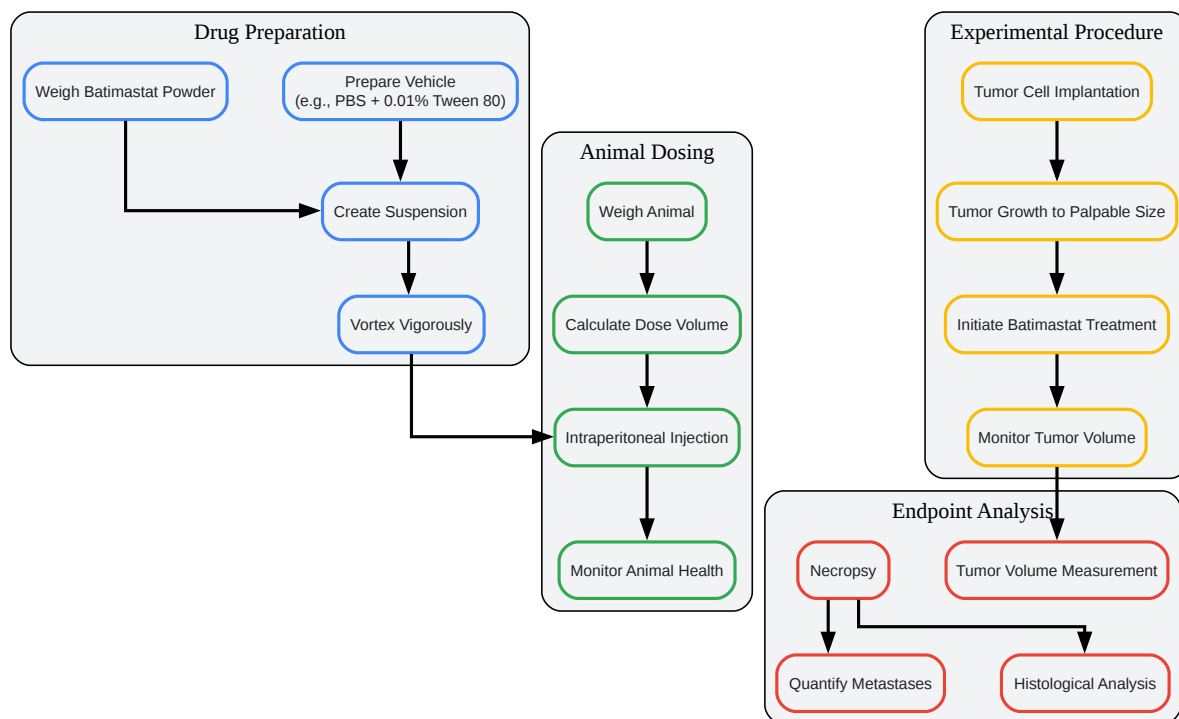 Drug Preparation
Weigh Batimastat Powder
Prepare Vehicle
(e.g., PBS + 0.01% Tween 80)
Create Suspension
Vortex Vigorously
Animal Dosing
Weigh Animal
Calculate Dose Volume
Intraperitoneal Injection
Monitor Animal Health
Experimental Procedure
Tumor Cell Implantation
Tumor Growth to Palpable Size
Initiate Batimastat Treatment
Monitor Tumor Volume
Endpoint Analysis
Necropsy
Tumor Volume Measurement
Quantify Metastases
Histological Analysis